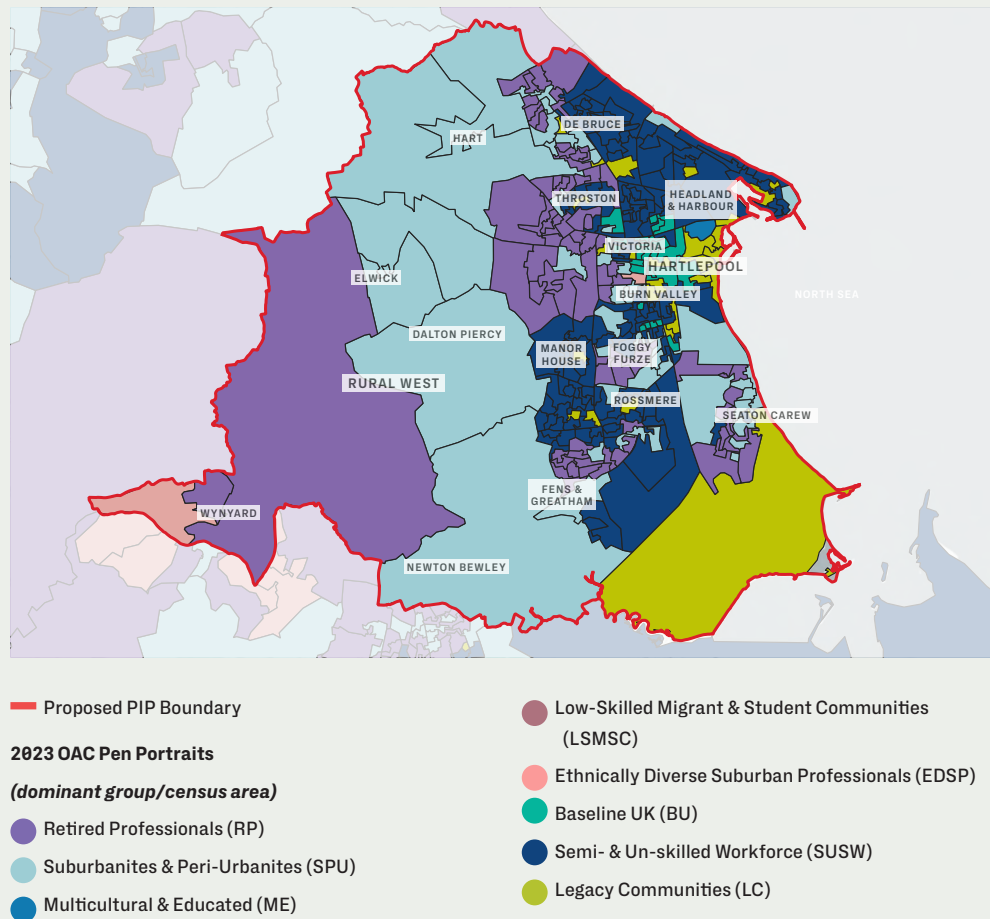 HART
DE BRUCE
THROSTON
HEADLAND
& HARBOUR
VICTORIA
HARTLEPOOL
ELWICK
BURN VALLEY
NORTH SEA
DALTON PIERCY
MANOR
HOUSE
FOGGY
FURZE
RURAL WEST
ROSSMERE
SEATON CAREW
FENS &
GREATHAM
WYNYARD
NEWTON BEWLEY
Proposed PIP Boundary
2023 OAC Pen Portraits
(dominant group/census area)
Retired Professionals (RP)
Suburbanites & Peri-Urbanites (SPU)
Multicultural & Educated (ME)
Low-Skilled Migrant & Student Communities
(LSMSC)
Ethnically Diverse Suburban Professionals (EDSP)
Baseline UK (BU)
Semi- & Un-skilled Workforce (SUSW)
Legacy Communities (LC)